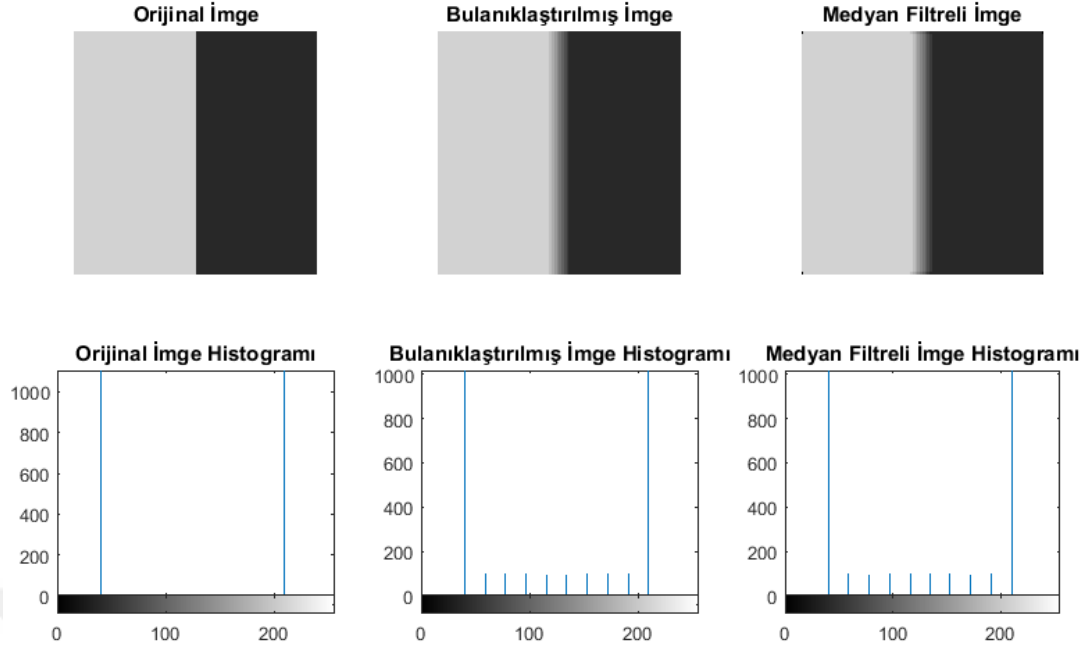 Orijinal İmge
Bulanıklaştırılmış İmge
Medyan Filtreli İmge
Orijinal İmge Histogramı
Bulanıklaştırılmış İmge Histogramı
Medyan Filtreli İmge Histogramı
1000
800
600
400
200
0
0 100 200
1000
800
600
400
200
0
0 100 200
1000
800
600
400
200
0
0 100 200